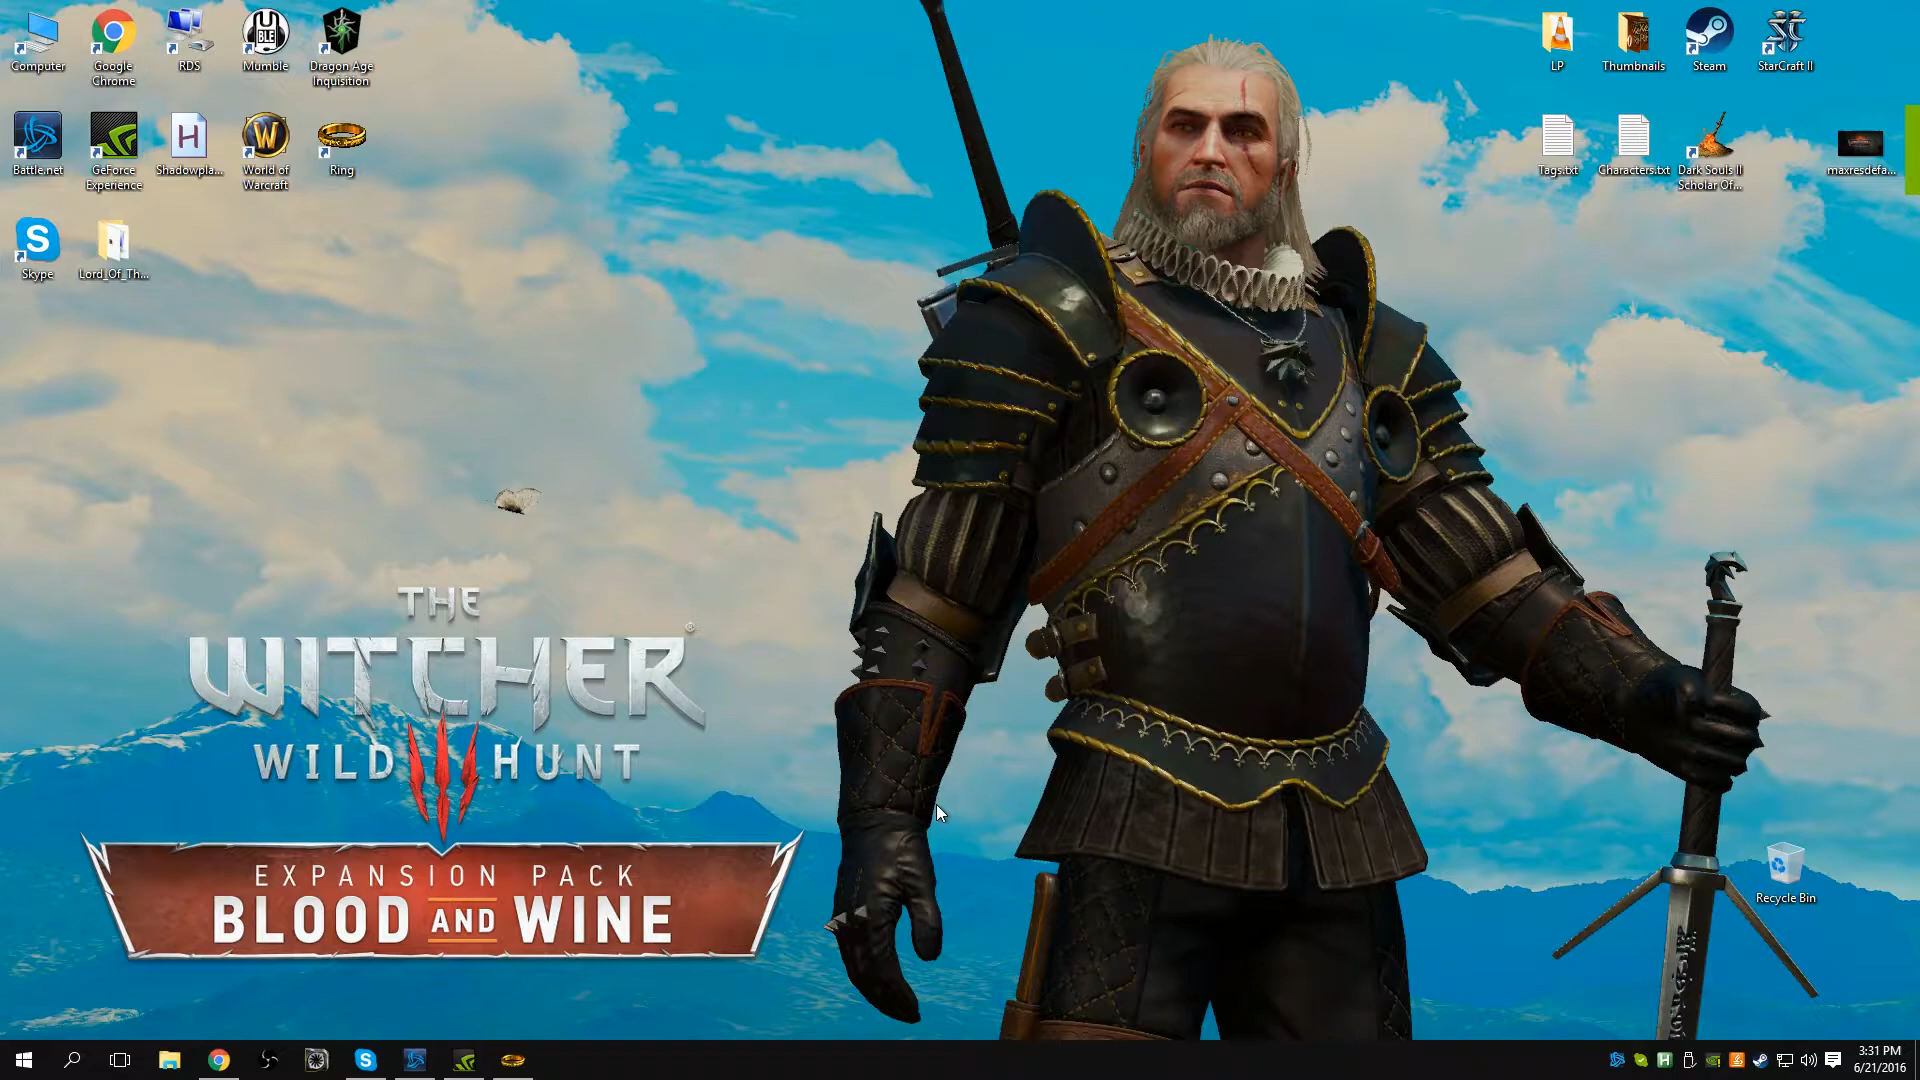 Computer
Google
Chrome
RDS
Mumble
Dragon Age
Inquisition
LP
Thumbnails
Steam
StarCraft II
Battle.net
GeForce
Experience
Shadowpla...
World of
Warcraft
Ring
Tags.txt
Characters.txt
Dark Souls II
Scholar Of...
maxresdefa...
Skype
Lord_Of_Th...
THE
WITCHER®
WILD III HUNT
EXPANSION PACK
BLOOD AND WINE
Recycle Bin
3:31 PM
6/21/2016